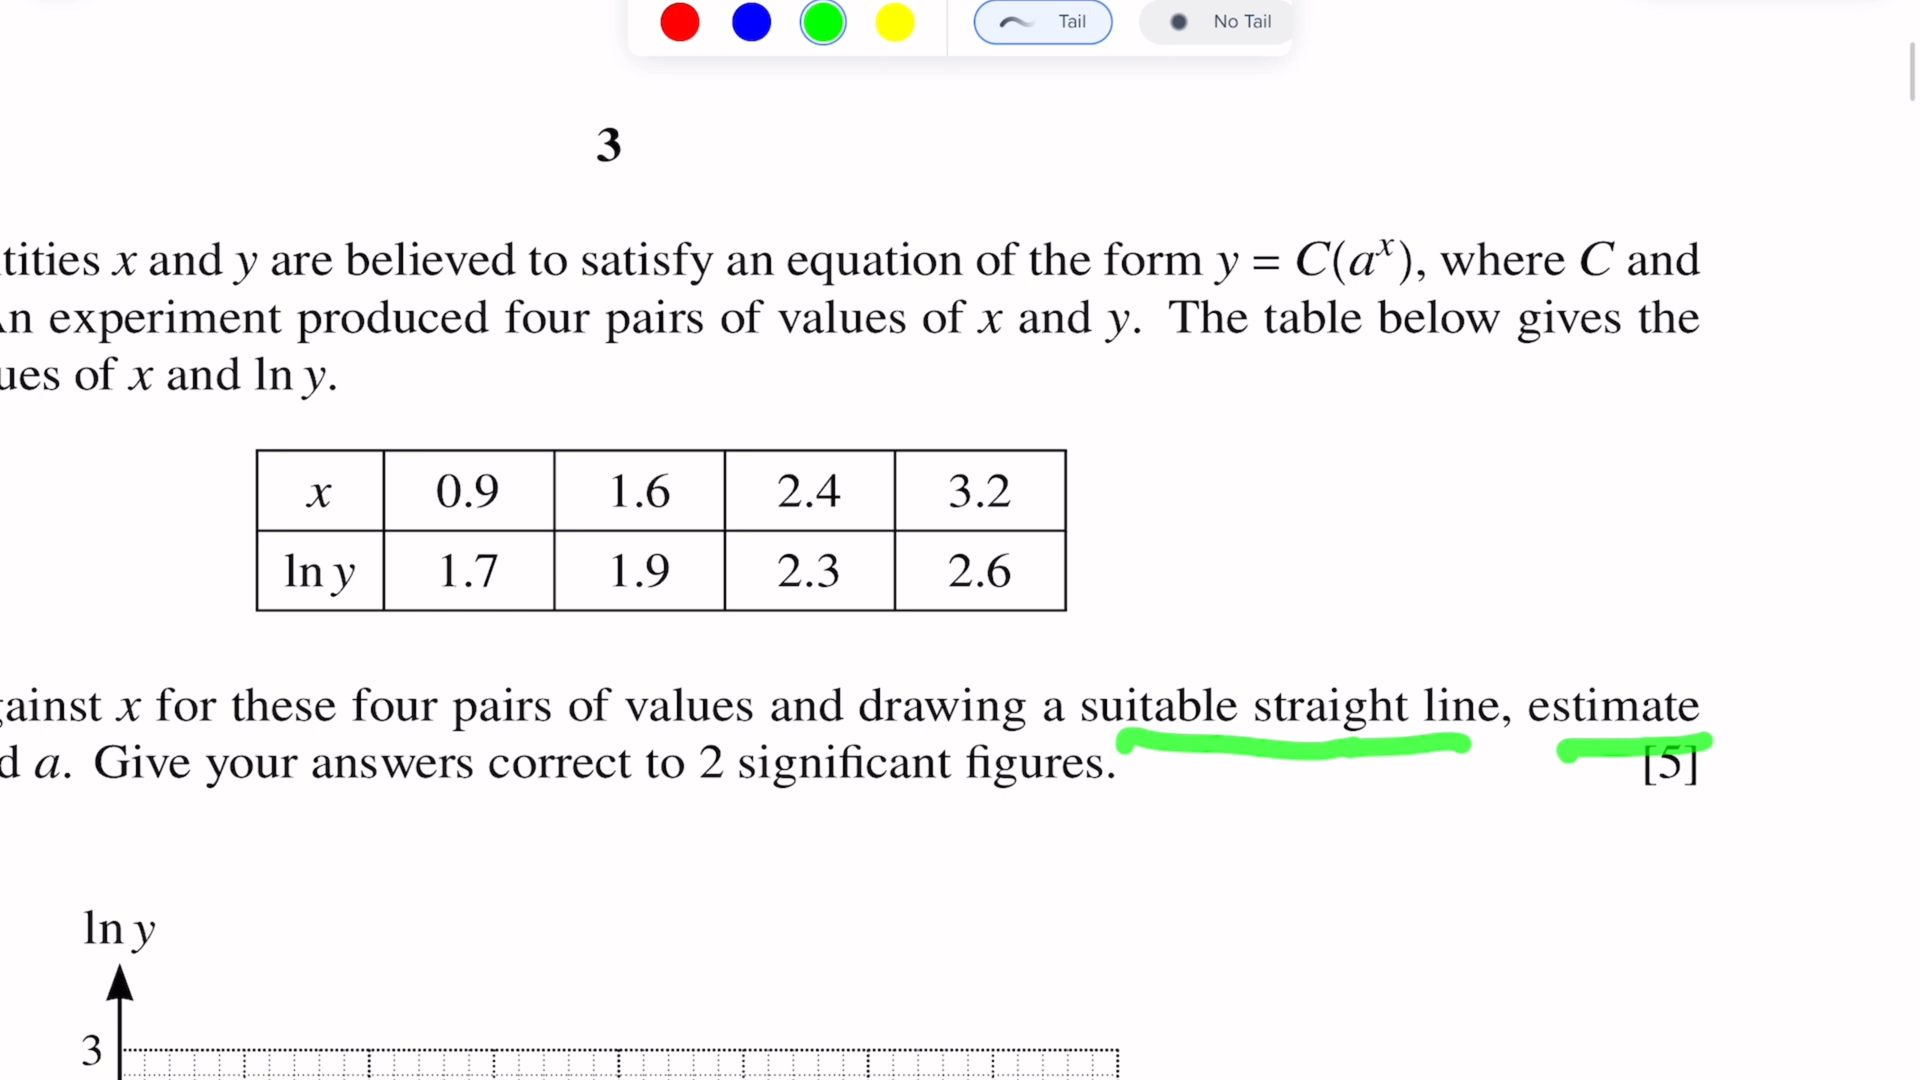 Tail
No Tail
3
tities x and y are believed to satisfy an equation of the form y = C(aˣ), where C and
n experiment produced four pairs of values of x and y. The table below gives the
ues of x and ln y.
x 0.9 1.6 2.4 3.2
ln y 1.7 1.9 2.3 2.6
gainst x for these four pairs of values and drawing a suitable straight line, estimate
d a. Give your answers correct to 2 significant figures. [5]
ln y
3